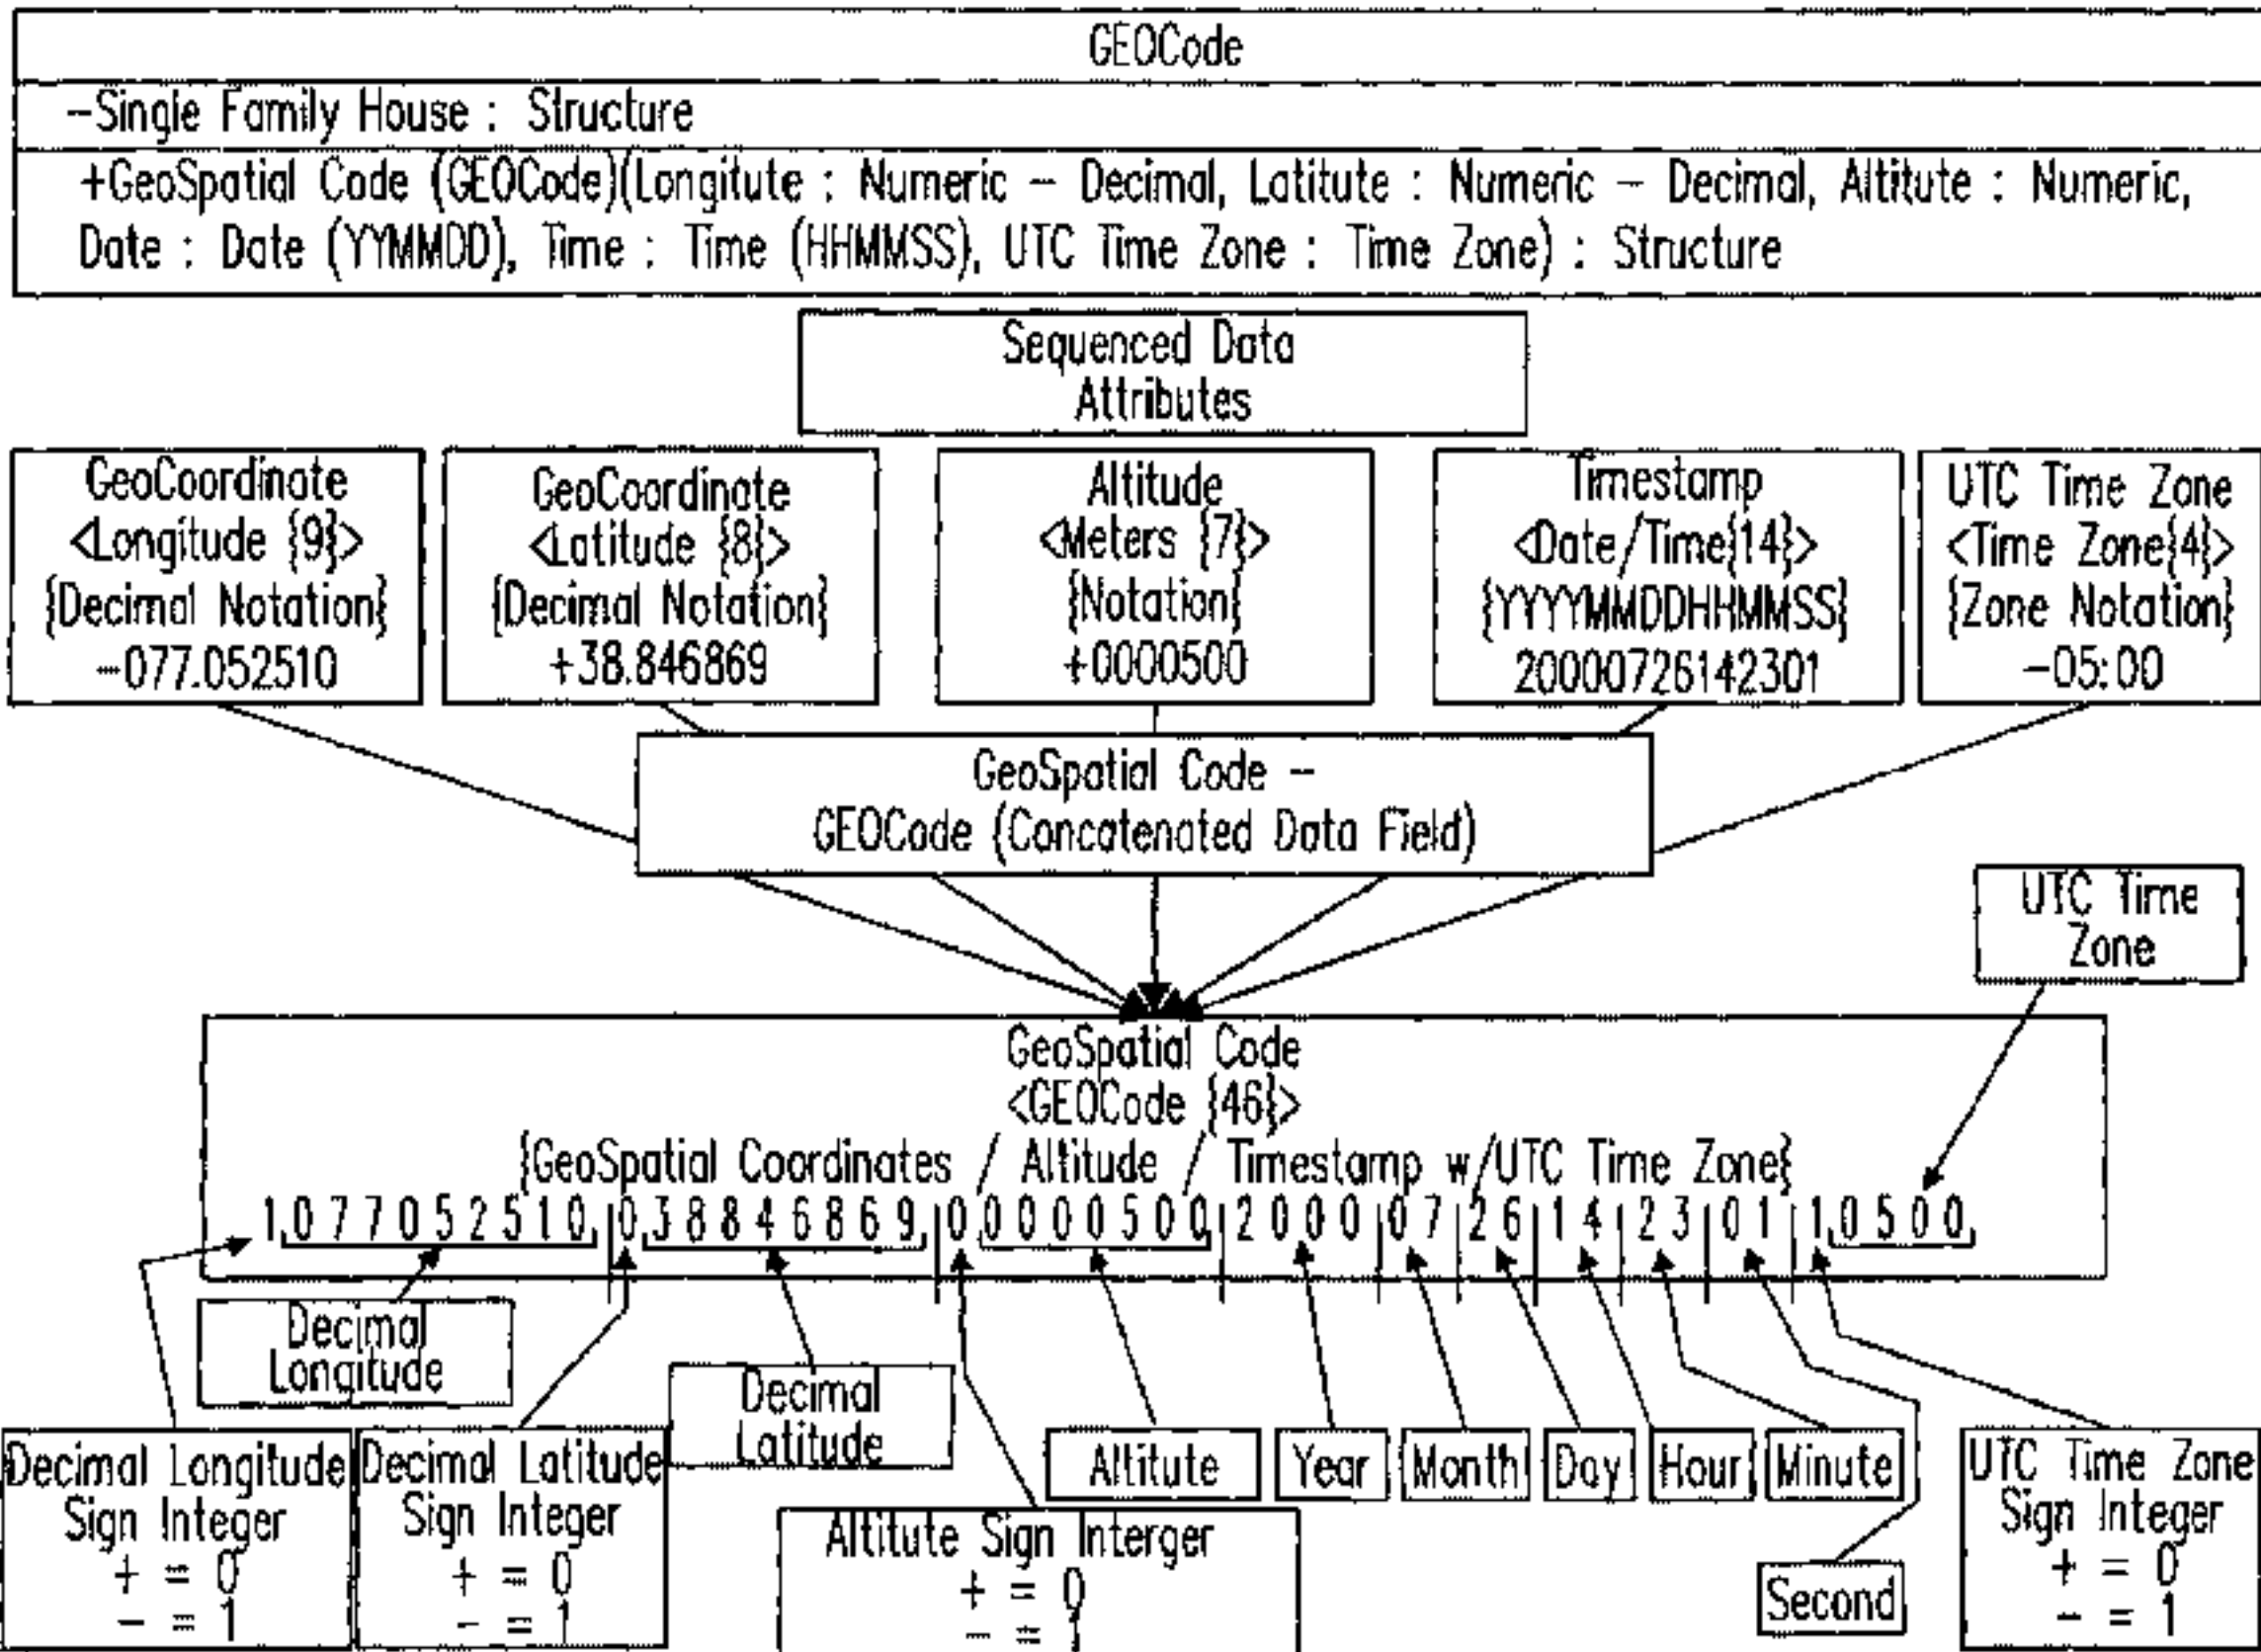 GEOCode
-Single Family House : Structure
+GeoSpatial Code (GEOCode)(Longitute : Numeric - Decimal, Latitute : Numeric - Decimal, Altitute : Numeric,
Date : Date (YYMMDD), Time : Time (HHMMSS), UTC Time Zone : Time Zone) : Structure
Sequenced Data
Attributes
GeoCoordinate
<Longitude {9}>
{Decimal Notation}
-077.052510
GeoCoordinate
<Latitude {8}>
{Decimal Notation}
+38.846869
Altitude
<Meters {7}>
{Notation}
+0000500
Timestamp
<Date/Time{14}>
{YYYYMMDDHHMMSS}
20000726142301
UTC Time Zone
<Time Zone{4}>
{Zone Notation}
-05:00
GeoSpatial Code -
GEOCode (Concatenated Data Field)
UTC Time
Zone
GeoSpatial Code
<GEOCode {46}>
{GeoSpatial Coordinates / Altitude / Timestamp w/UTC Time Zone}
1 0 7 7 0 5 2 5 1 0 | 0 3 8 8 4 6 8 6 9 | 0 0 0 0 0 5 0 0 | 2 0 0 0 | 0 7 | 2 6 | 1 4 | 2 3 | 0 1 | 1 0 5 0 0
Decimal
Longitude
Decimal
Latitude
Decimal Longitude
Sign Integer
+ = 0
- = 1
Decimal Latitude
Sign Integer
+ = 0
- = 1
Altitute Sign Interger
+ = 0
- = 1
Altitute
Year
Month
Day
Hour
Minute
Second
UTC Time Zone
Sign Integer
+ = 0
- = 1